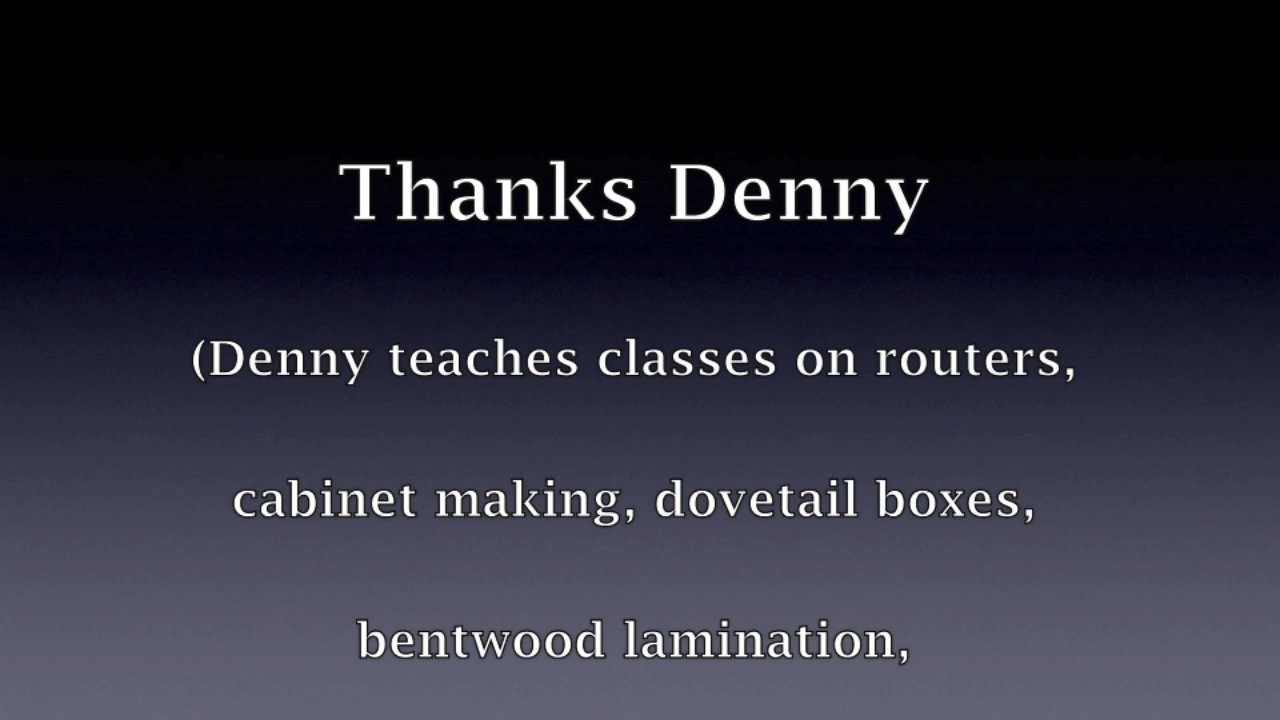 Thanks Denny
(Denny teaches classes on routers,
cabinet making, dovetail boxes,
bentwood lamination,